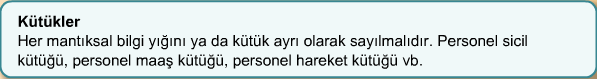 Kütükler
Her mantıksal bilgi yığını ya da kütük ayrı olarak sayılmalıdır. Personel sicil
kütüğü, personel maaş kütüğü, personel hareket kütüğü vb.